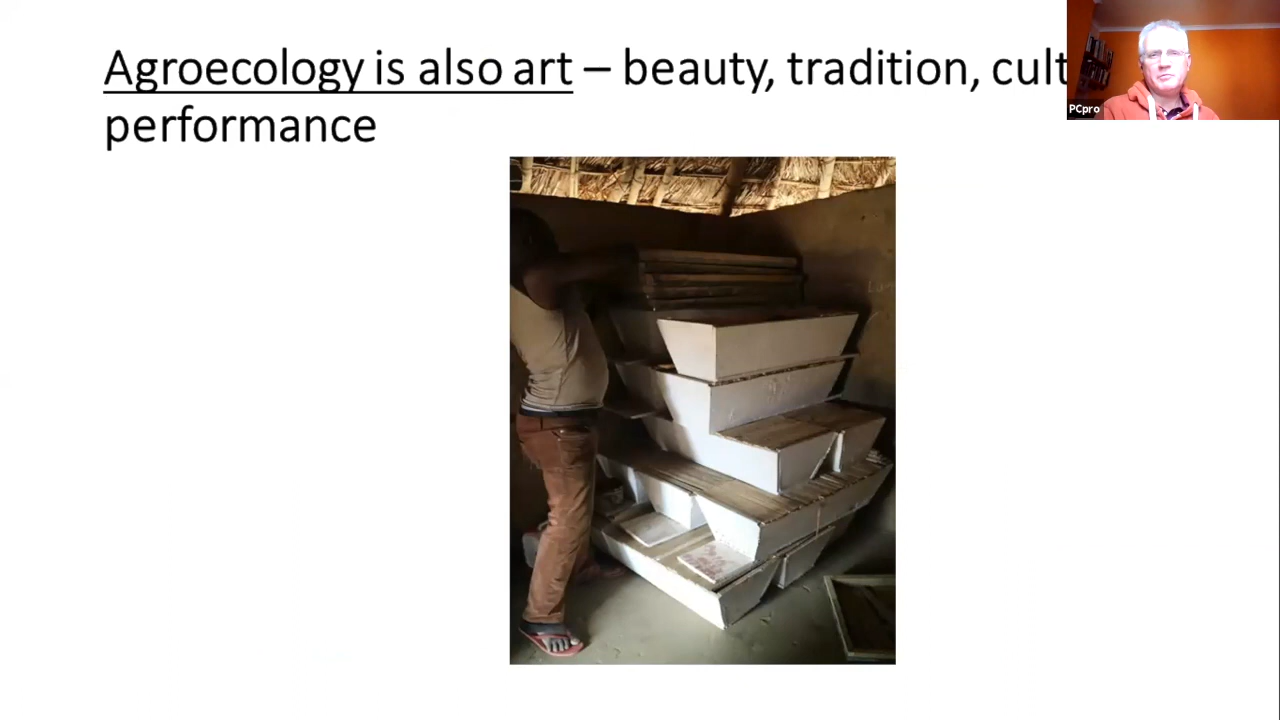 Agroecology is also art – beauty, tradition, cult
performance
PCpro